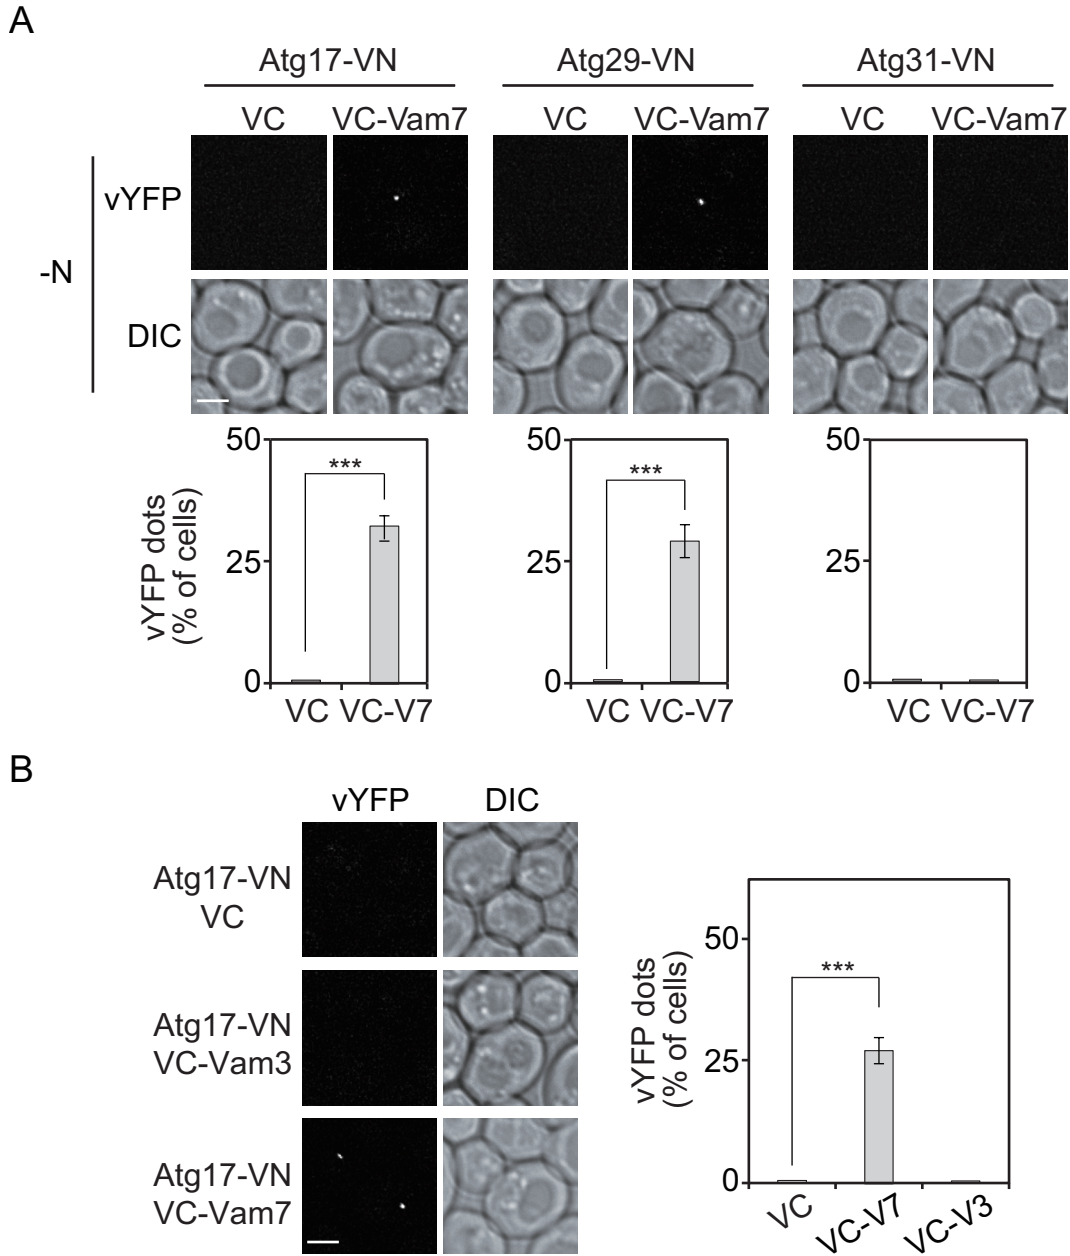 A
Atg17-VN Atg29-VN Atg31-VN
VC VC-Vam7 VC VC-Vam7 VC VC-Vam7
vYFP
-N
DIC
50 50 50
*** ***
vYFP dots
(% of cells)
25 25 25
0 0 0
VC VC-V7 VC VC-V7 VC VC-V7
B
vYFP DIC
Atg17-VN
VC
Atg17-VN
VC-Vam3
Atg17-VN
VC-Vam7
50
***
vYFP dots
(% of cells)
25
0
VC VC-V7 VC-V3